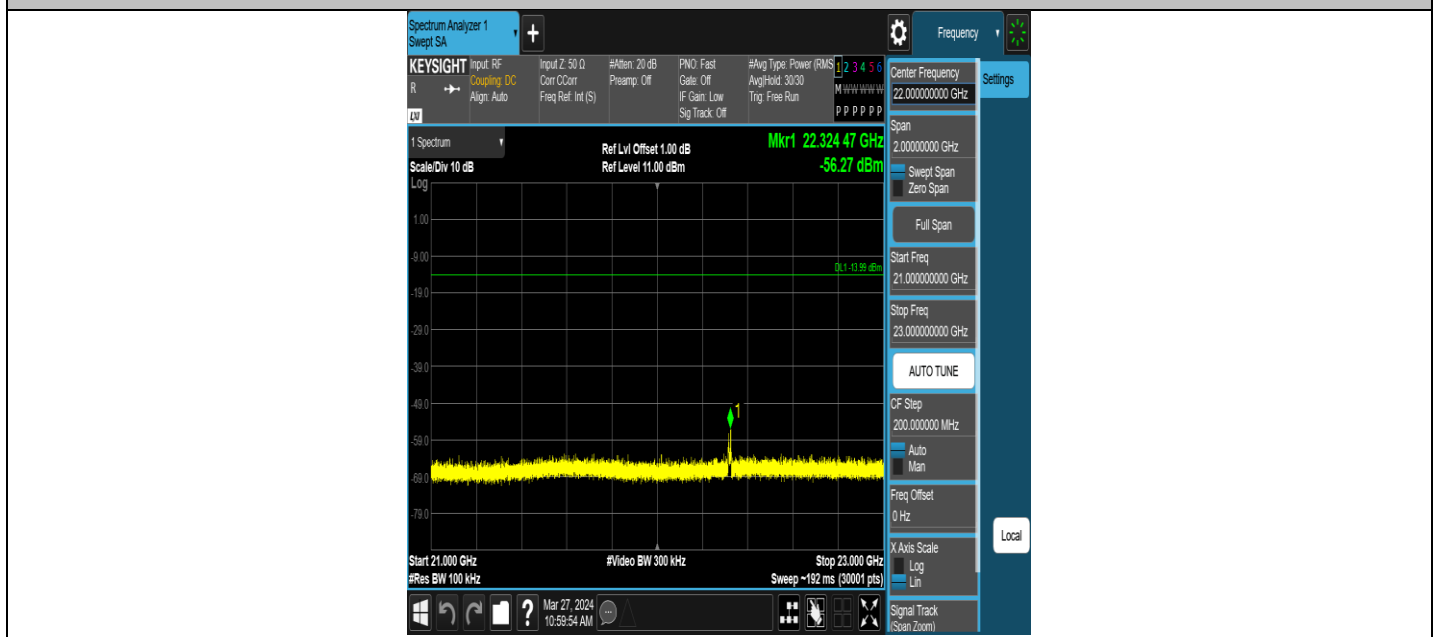 Spectrum Analyzer 1
Swept SA
+
Frequency
KEYSIGHT
R
LXI
Input: RF
Coupling: DC
Align: Auto
Input Z: 50 Ω
Corr CCorr
Freq Ref: Int (S)
#Atten: 20 dB
Preamp: Off
PNO: Fast
Gate: Off
IF Gain: Low
Sig Track: Off
#Avg Type: Power (RMS
Avg|Hold: 30/30
Trig: Free Run
1 2 3 4 5 6
M W W W W W
P P P P P P
1 Spectrum
Scale/Div 10 dB
Ref Lvl Offset 1.00 dB
Ref Level 11.00 dBm
Mkr1 22.324 47 GHz
-56.27 dBm
Log
1.00
-9.00
DL1 -13.99 dBm
-19.0
-29.0
-39.0
-49.0
1
-59.0
-69.0
-79.0
Start 21.000 GHz
#Video BW 300 kHz
Stop 23.000 GHz
#Res BW 100 kHz
Sweep ~192 ms (30001 pts)
?
Mar 27, 2024
10:59:54 AM
Center Frequency
22.000000000 GHz
Settings
Span
2.00000000 GHz
Swept Span
Zero Span
Full Span
Start Freq
21.000000000 GHz
Stop Freq
23.000000000 GHz
AUTO TUNE
CF Step
200.000000 MHz
Auto
Man
Freq Offset
0 Hz
X Axis Scale
Log
Lin
Signal Track
(Span Zoom)
Local